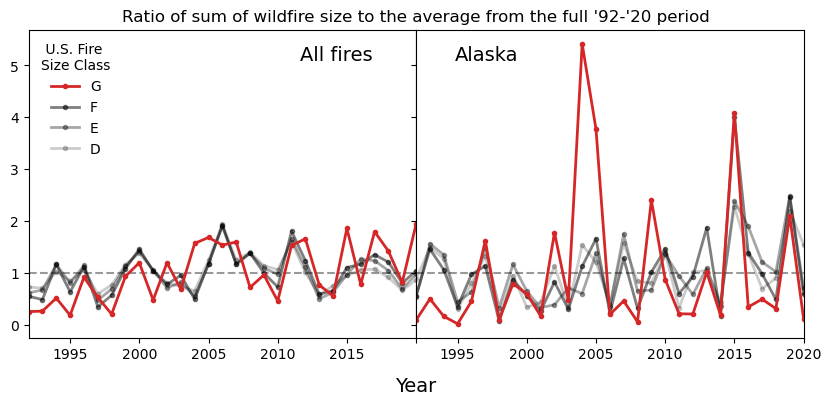 Ratio of sum of wildfire size to the average from the full '92-'20 period
U.S. Fire
Size Class
G
F
E
D
All fires
Alaska
5
4
3
2
1
0
1995
2000
2005
2010
2015
1995
2000
2005
2010
2015
2020
Year